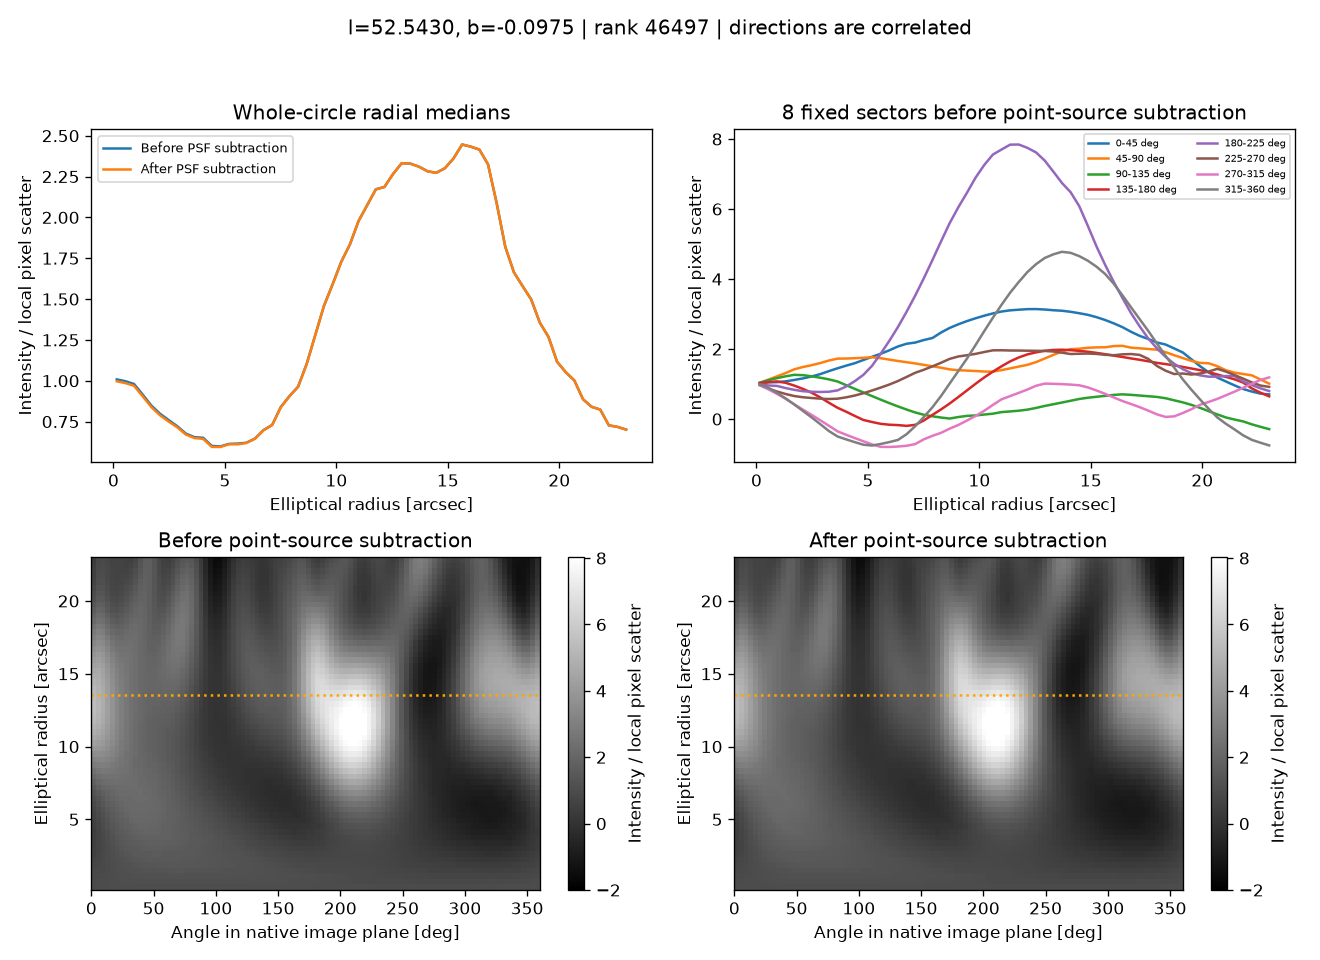 l=52.5430, b=-0.0975 | rank 46497 | directions are correlated
Whole-circle radial medians
Before PSF subtraction
After PSF subtraction
Intensity / local pixel scatter
2.50
2.25
2.00
1.75
1.50
1.25
1.00
0.75
0
5
10
15
20
Elliptical radius [arcsec]
8 fixed sectors before point-source subtraction
0-45 deg
45-90 deg
90-135 deg
135-180 deg
180-225 deg
225-270 deg
270-315 deg
315-360 deg
Intensity / local pixel scatter
8
6
4
2
0
0
5
10
15
20
Elliptical radius [arcsec]
Before point-source subtraction
Elliptical radius [arcsec]
20
15
10
5
0
50
100
150
200
250
300
350
Angle in native image plane [deg]
8
6
4
2
0
−2
Intensity / local pixel scatter
After point-source subtraction
Elliptical radius [arcsec]
20
15
10
5
0
50
100
150
200
250
300
350
Angle in native image plane [deg]
8
6
4
2
0
−2
Intensity / local pixel scatter